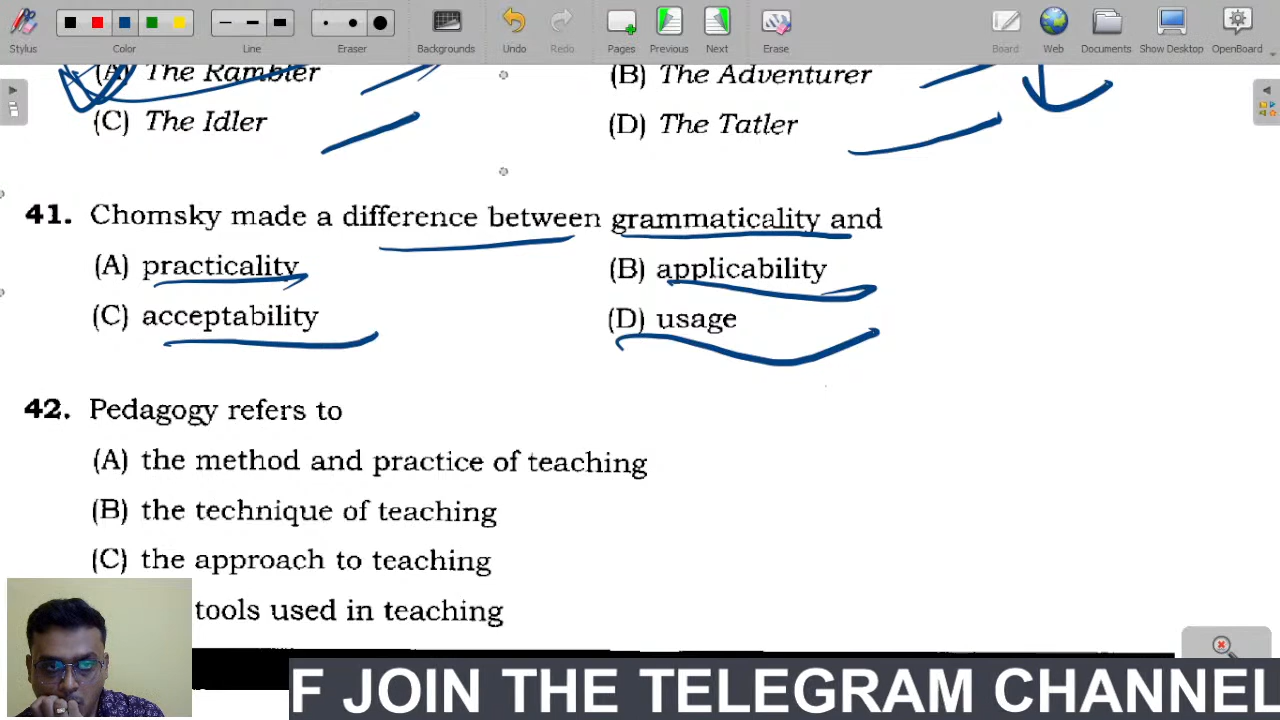 Stylus
Color
Line
Eraser
Backgrounds
Undo
Redo
Pages
Previous
Next
Erase
Board
Web
Documents
Show Desktop
OpenBoard
(A) The Rambler
(B) The Adventurer
(C) The Idler
(D) The Tatler
41. Chomsky made a difference between grammaticality and
(A) practicality
(B) applicability
(C) acceptability
(D) usage
42. Pedagogy refers to
(A) the method and practice of teaching
(B) the technique of teaching
(C) the approach to teaching
tools used in teaching
F JOIN THE TELEGRAM CHANNEL